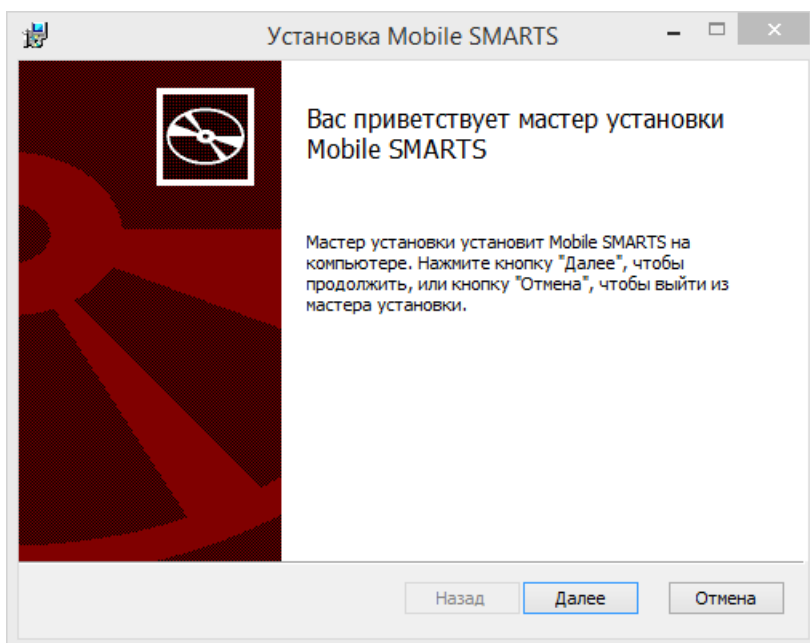 Установка Mobile SMARTS
Вас приветствует мастер установки
Mobile SMARTS
Мастер установки установит Mobile SMARTS на
компьютере. Нажмите кнопку "Далее", чтобы
продолжить, или кнопку "Отмена", чтобы выйти из
мастера установки.
Назад Далее Отмена